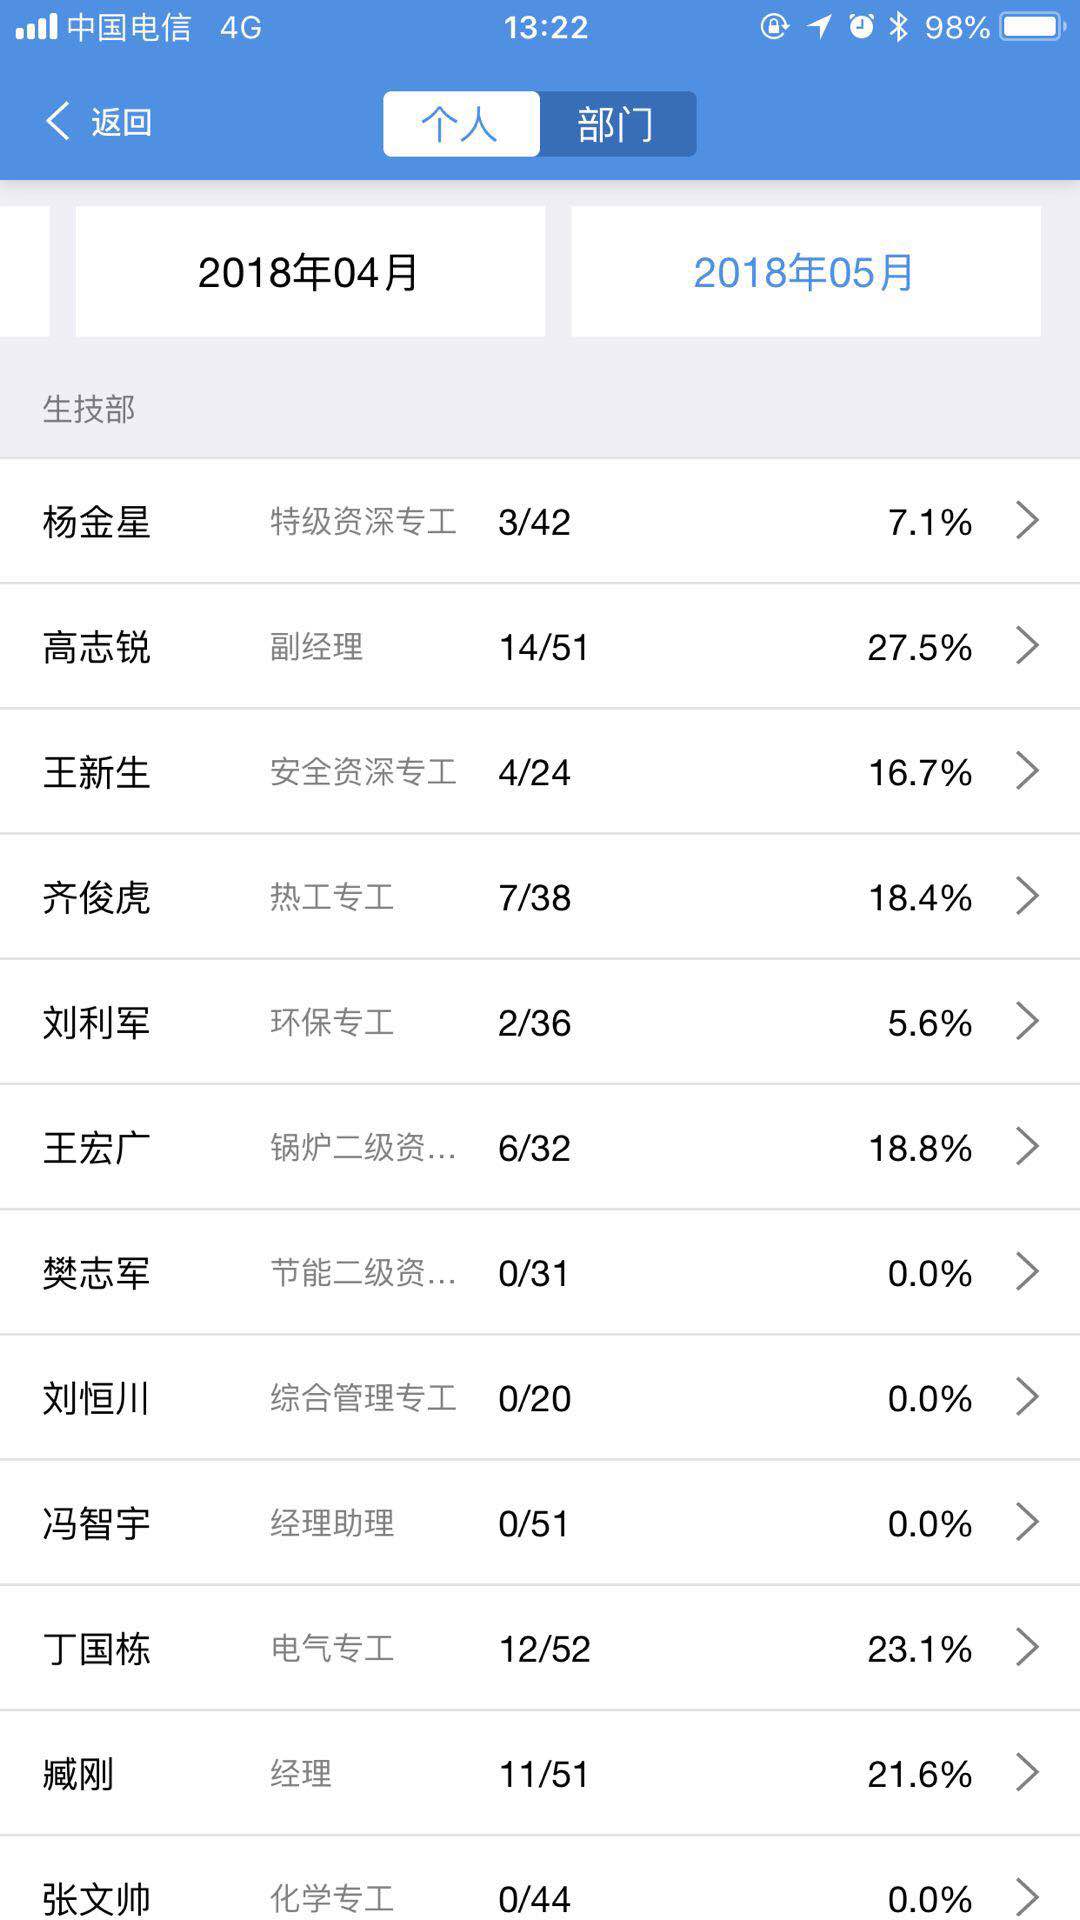 中国电信 4G 13:22 98%
返回 个人 部门
2018年04月 2018年05月
生技部
杨金星 特级资深专工 3/42 7.1%
高志锐 副经理 14/51 27.5%
王新生 安全资深专工 4/24 16.7%
齐俊虎 热工专工 7/38 18.4%
刘利军 环保专工 2/36 5.6%
王宏广 锅炉二级资... 6/32 18.8%
樊志军 节能二级资... 0/31 0.0%
刘恒川 综合管理专工 0/20 0.0%
冯智宇 经理助理 0/51 0.0%
丁国栋 电气专工 12/52 23.1%
臧刚 经理 11/51 21.6%
张文帅 化学专工 0/44 0.0%